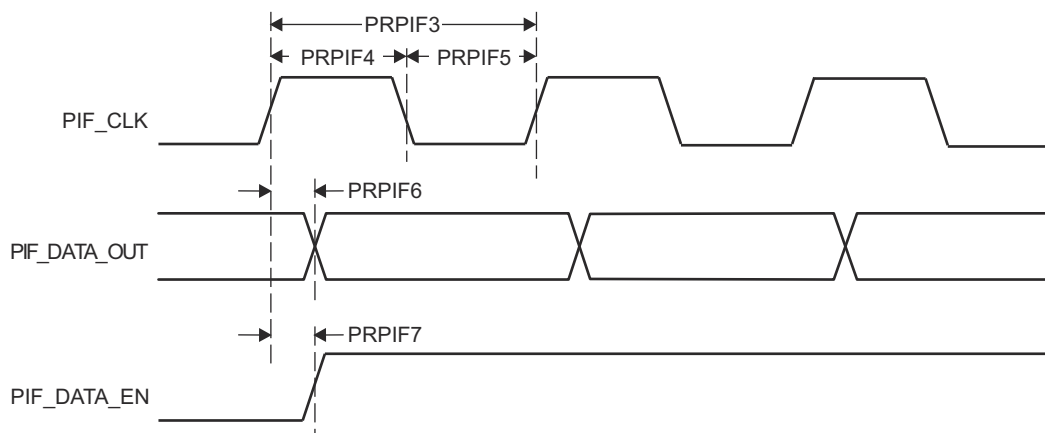 PRPIF3
PRPIF4
PRPIF5
PIF_CLK
PRPIF6
PIF_DATA_OUT
PRPIF7
PIF_DATA_EN